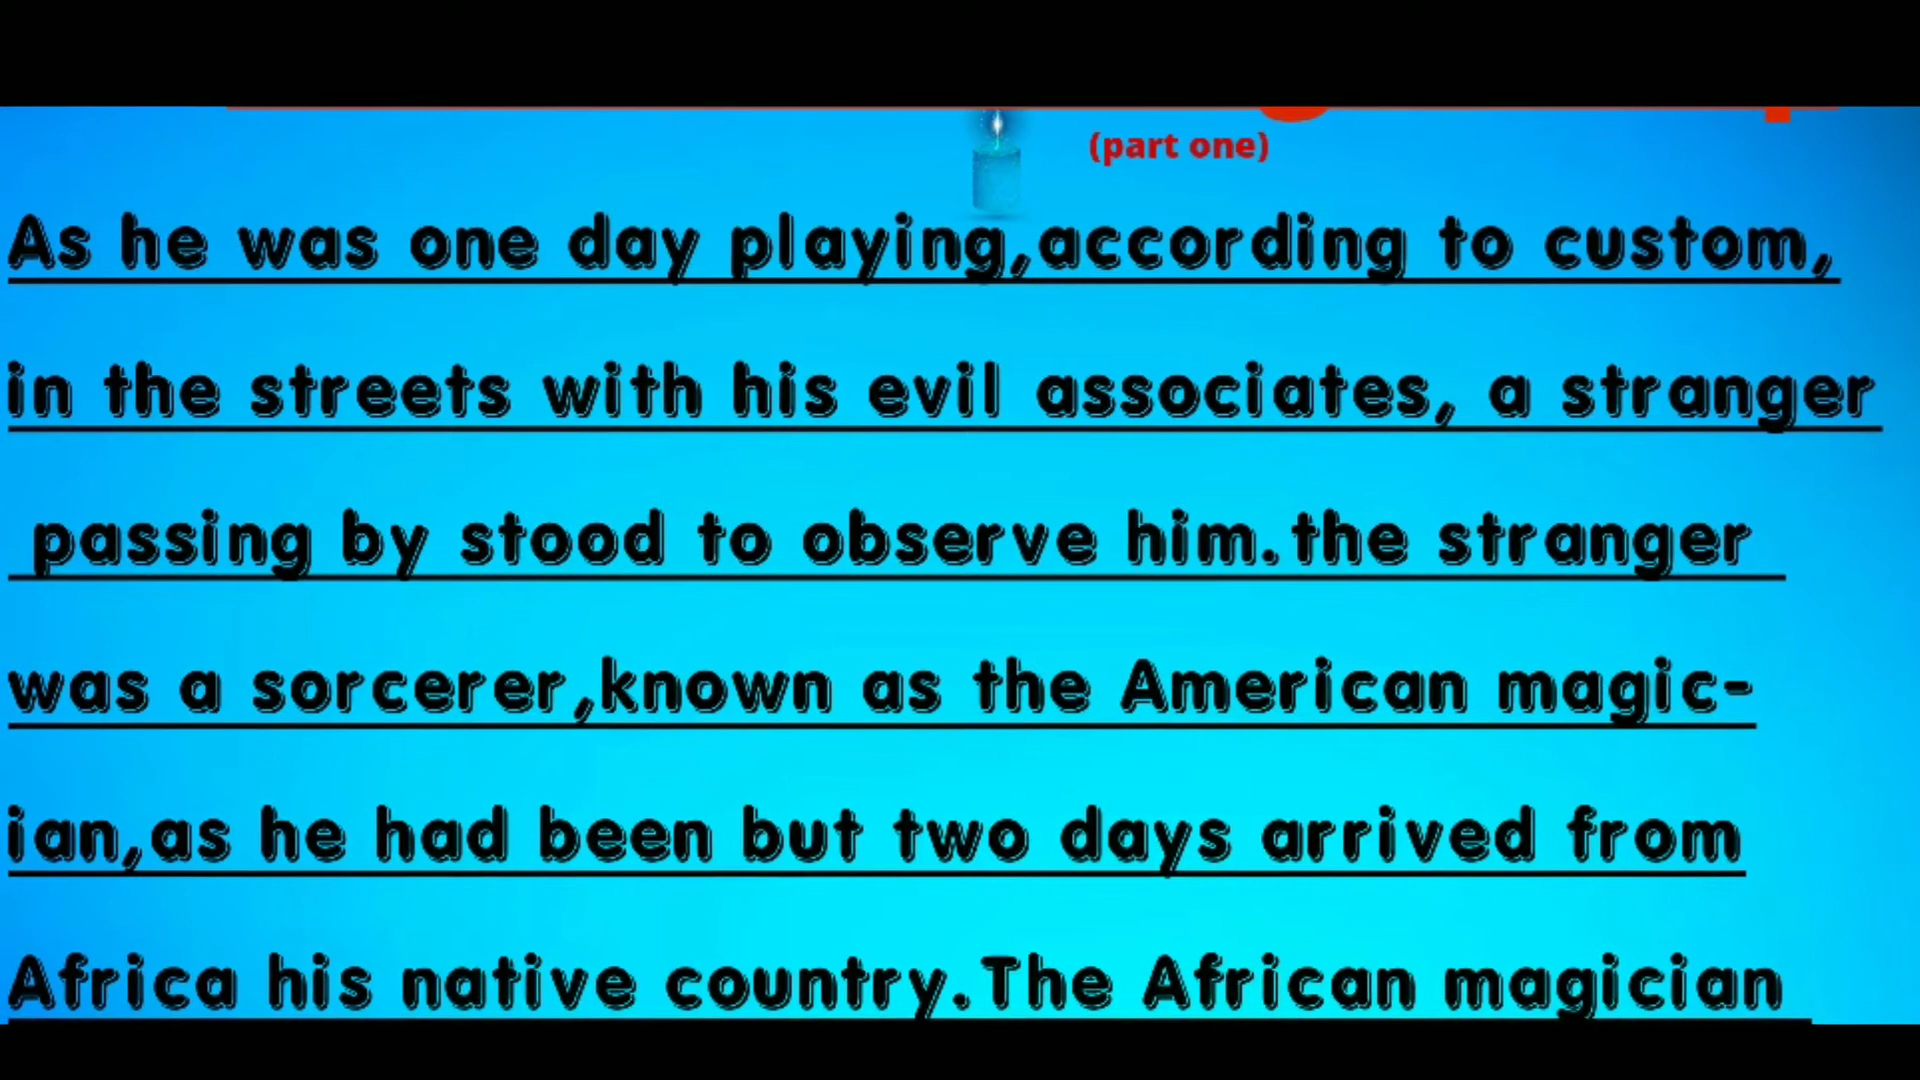 (part one)
As he was one day playing,according to custom,
in the streets with his evil associates, a stranger
passing by stood to observe him.the stranger
was a sorcerer,known as the American magic-
ian,as he had been but two days arrived from
Africa his native country.The African magician